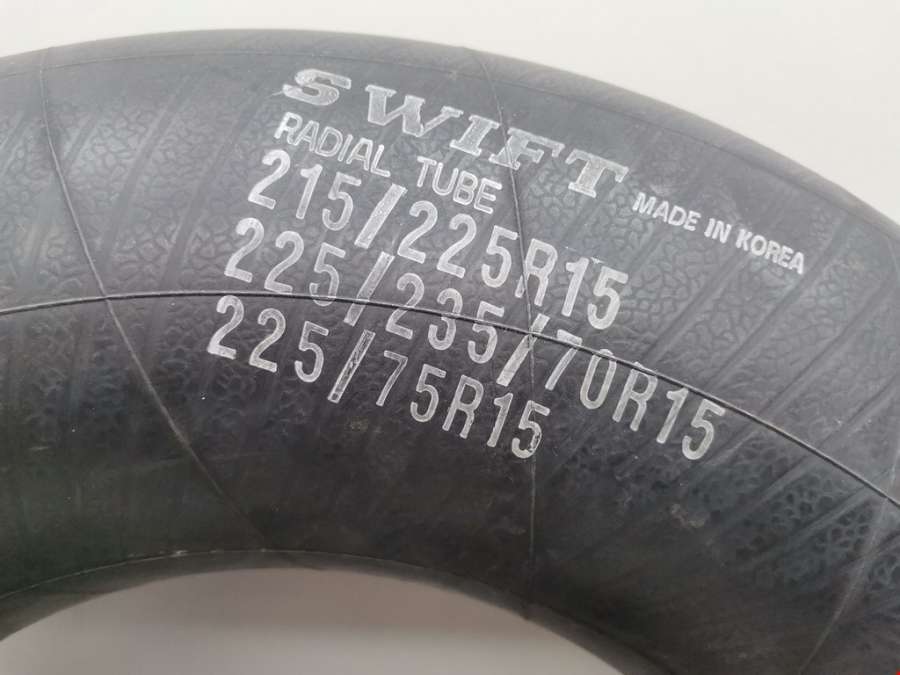 SWIFT
RADIAL TUBE MADE IN KOREA
215/225R15
225/235/70R15
225/75R15